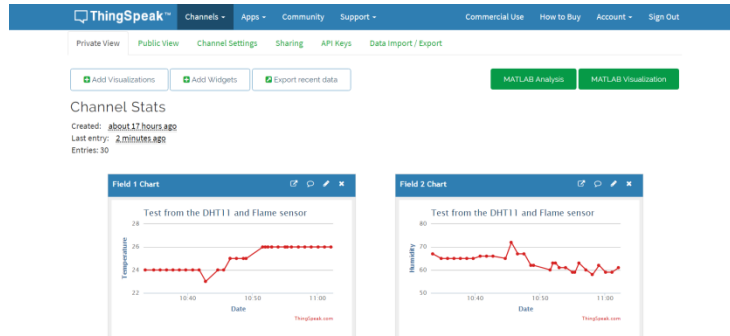 ThingSpeak™ Channels Apps Community Support Commercial Use How to Buy Account Sign Out
Private View Public View Channel Settings Sharing API Keys Data Import / Export
Add Visualizations Add Widgets Export recent data MATLAB Analysis MATLAB Visualization
Channel Stats
Created: about 17 hours ago
Last entry: 2 minutes ago
Entries: 30
Field 1 Chart
Test from the DHT11 and Flame sensor
Temperature
28
26
24
22
10:40 10:50 11:00
Date
ThingSpeak.com
Field 2 Chart
Test from the DHT11 and Flame sensor
Humidity
80
70
60
50
10:40 10:50 11:00
Date
ThingSpeak.com